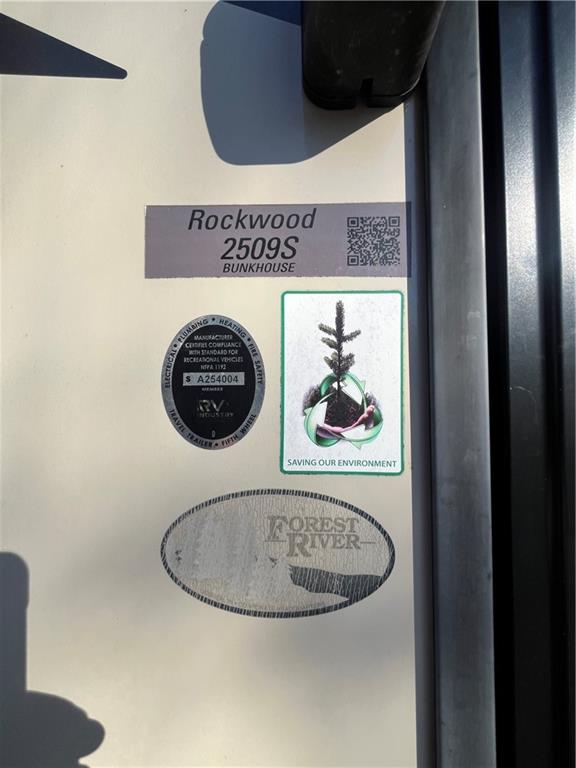 Rockwood
2509S
BUNKHOUSE
ELECTRICAL • PLUMBING • HEATING • FIRE SAFETY
MANUFACTURER
CERTIFIES COMPLIANCE
WITH STANDARD FOR
RECREATIONAL VEHICLES
NFPA 1192
S A254004
MEMBER
RV
INDUSTRY
TRAVEL TRAILER • FIFTH WHEEL
SAVING OUR ENVIRONMENT
FOREST
RIVER